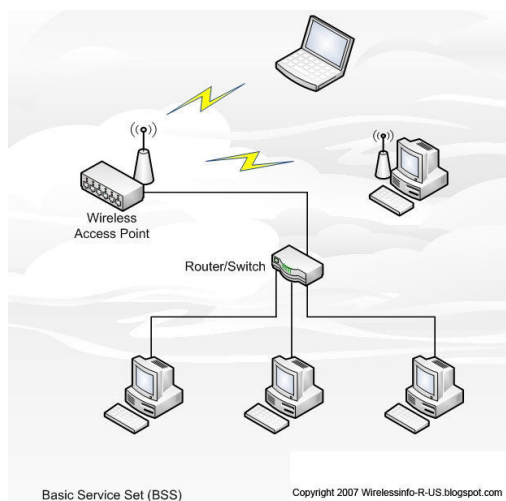 Wireless
Access Point
Router/Switch
Basic Service Set (BSS)
Copyright 2007 Wirelessinfo-R-US.blogspot.com